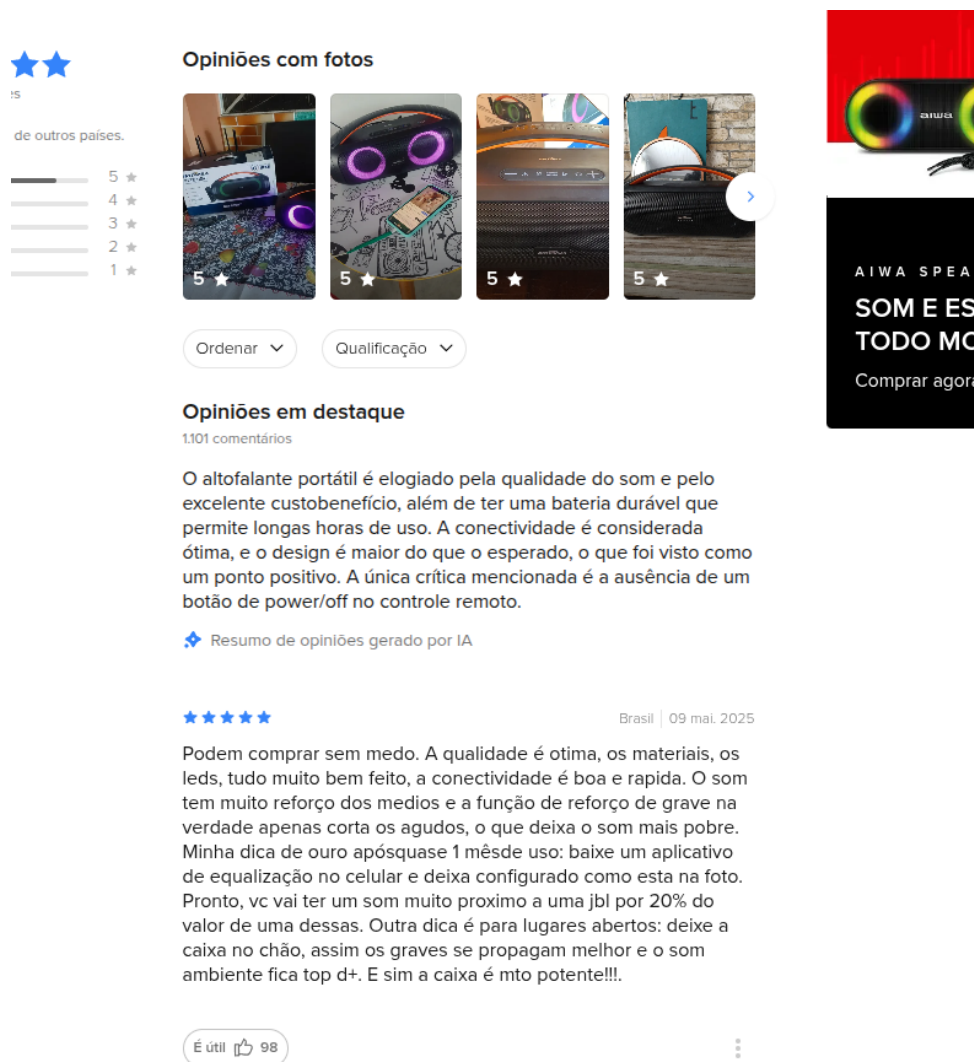 de outros países.
5
4
3
2
1
Opiniões com fotos
5
5
5
5
Ordenar
Qualificação
Opiniões em destaque
1.101 comentários
O altofalante portátil é elogiado pela qualidade do som e pelo
excelente custobenefício, além de ter uma bateria durável que
permite longas horas de uso. A conectividade é considerada
ótima, e o design é maior do que o esperado, o que foi visto como
um ponto positivo. A única crítica mencionada é a ausência de um
botão de power/off no controle remoto.
Resumo de opiniões gerado por IA
Brasil 09 mai. 2025
Podem comprar sem medo. A qualidade é otima, os materiais, os
leds, tudo muito bem feito, a conectividade é boa e rapida. O som
tem muito reforço dos medios e a função de reforço de grave na
verdade apenas corta os agudos, o que deixa o som mais pobre.
Minha dica de ouro apósquase 1 mêsde uso: baixe um aplicativo
de equalização no celular e deixa configurado como esta na foto.
Pronto, vc vai ter um som muito proximo a uma jbl por 20% do
valor de uma dessas. Outra dica é para lugares abertos: deixe a
caixa no chão, assim os graves se propagam melhor e o som
ambiente fica top d+. E sim a caixa é mto potente!!!.
É útil 98
aiwa
AIWA SPEA
SOM E ES
TODO MO
Comprar agora